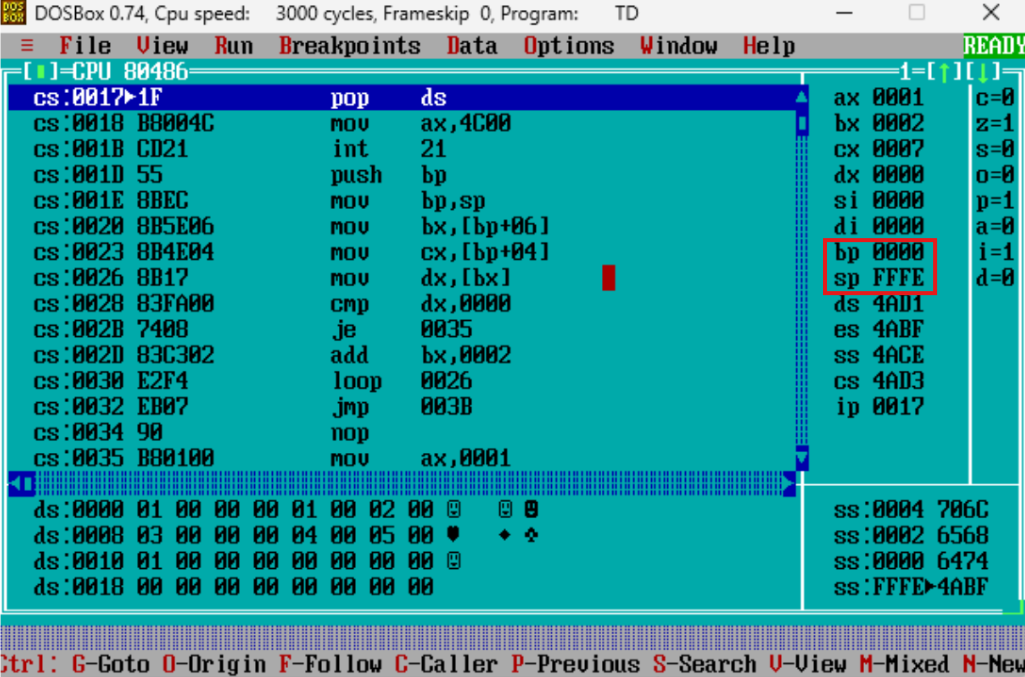 DOSBox 0.74, Cpu speed: 3000 cycles, Frameskip 0, Program: TD
≡ File View Run Breakpoints Data Options Window Help READY
[▮]=CPU 80486 1=[↑][↓]
cs:0017►1F pop ds ax 0001 c=0
cs:0018 B8004C mov ax,4C00 bx 0002 z=1
cs:001B CD21 int 21 cx 0007 s=0
cs:001D 55 push bp dx 0000 o=0
cs:001E 8BEC mov bp,sp si 0000 p=1
cs:0020 8B5E06 mov bx,[bp+06] di 0000 a=0
cs:0023 8B4E04 mov cx,[bp+04] bp 0000 i=1
cs:0026 8B17 mov dx,[bx] sp FFFE d=0
cs:0028 83FA00 cmp dx,0000 ds 4AD1
cs:002B 7408 je 0035 es 4ABF
cs:002D 83C302 add bx,0002 ss 4ACE
cs:0030 E2F4 loop 0026 cs 4AD3
cs:0032 EB07 jmp 003B ip 0017
cs:0034 90 nop
cs:0035 B80100 mov ax,0001
ds:0000 01 00 00 00 01 00 02 00 ☺ ☺☻ ss:0004 706C
ds:0008 03 00 00 00 04 00 05 00 ♥ ♦♣ ss:0002 6568
ds:0010 01 00 00 00 00 00 00 00 ☺ ss:0000 6474
ds:0018 00 00 00 00 00 00 00 00 ss:FFFE►4ABF
Ctrl: G-Goto O-Origin F-Follow C-Caller P-Previous S-Search V-View M-Mixed N-New